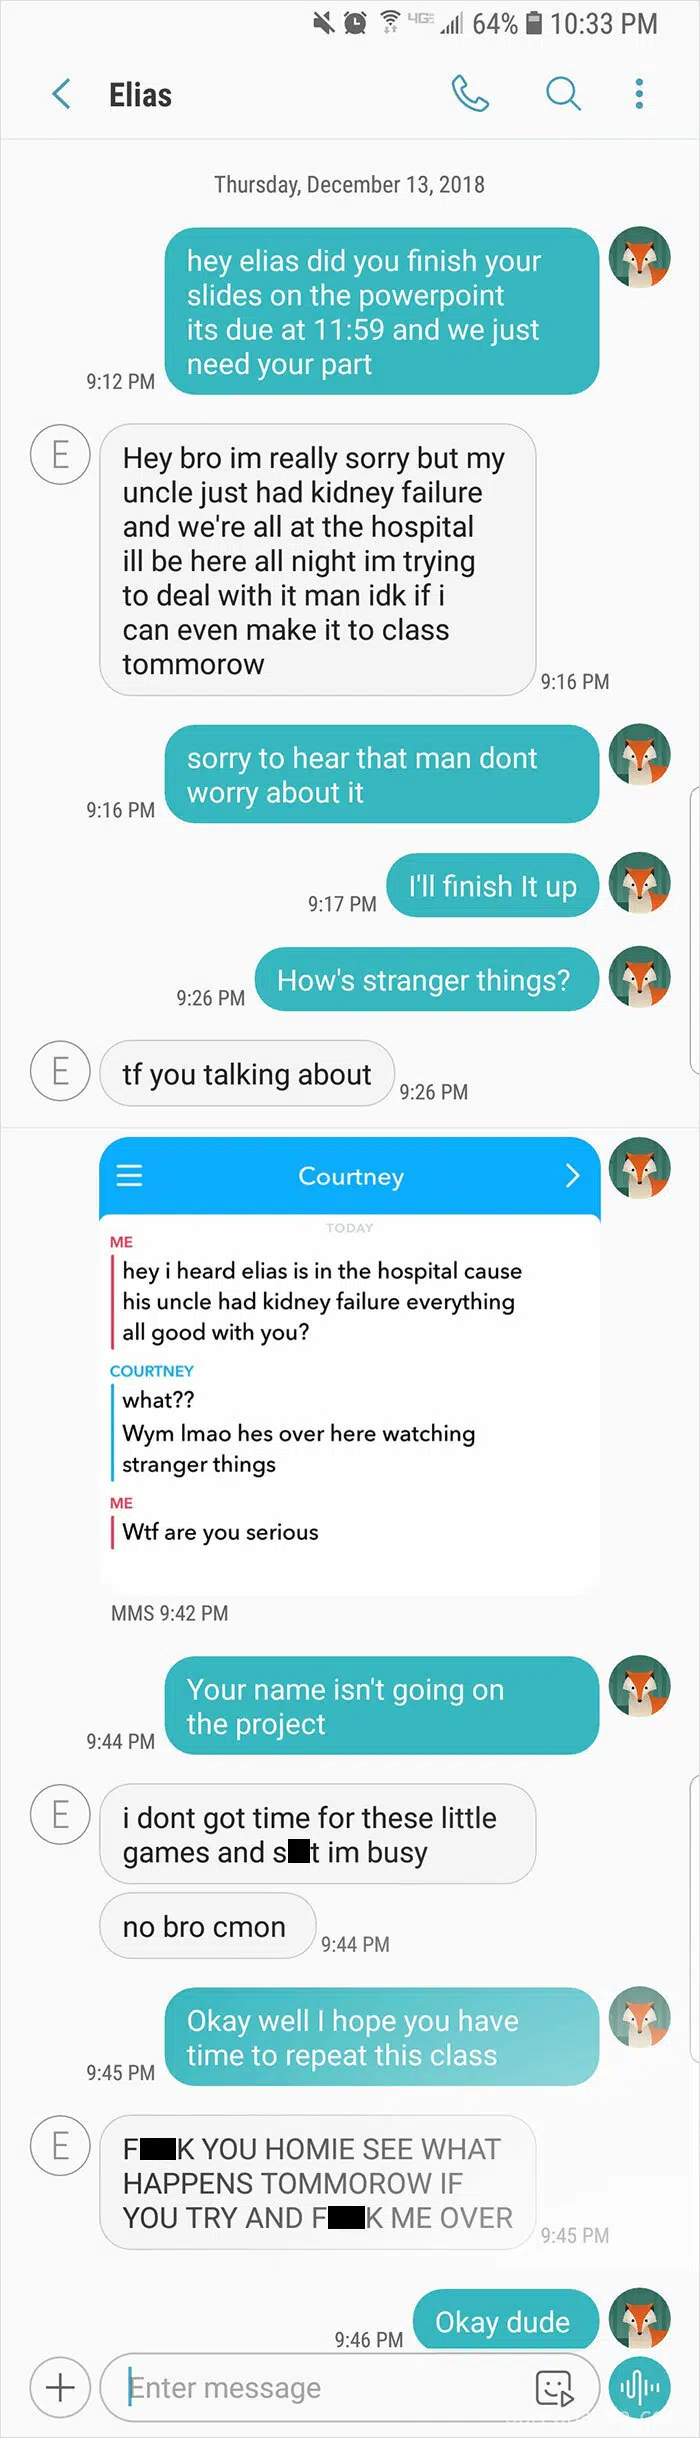 4GE 64% 10:33 PM
Elias
Thursday, December 13, 2018
hey elias did you finish your
slides on the powerpoint
its due at 11:59 and we just
need your part
9:12 PM
E
Hey bro im really sorry but my
uncle just had kidney failure
and we're all at the hospital
ill be here all night im trying
to deal with it man idk if i
can even make it to class
tommorow
9:16 PM
sorry to hear that man dont
worry about it
9:16 PM
I'll finish It up
9:17 PM
How's stranger things?
9:26 PM
E
tf you talking about
9:26 PM
Courtney
TODAY
ME
hey i heard elias is in the hospital cause
his uncle had kidney failure everything
all good with you?
COURTNEY
what??
Wym lmao hes over here watching
stranger things
ME
Wtf are you serious
MMS 9:42 PM
Your name isn't going on
the project
9:44 PM
E
i dont got time for these little
games and s t im busy
no bro cmon
9:44 PM
Okay well I hope you have
time to repeat this class
9:45 PM
E
F K YOU HOMIE SEE WHAT
HAPPENS TOMMOROW IF
YOU TRY AND F K ME OVER
9:45 PM
Okay dude
9:46 PM
Enter message